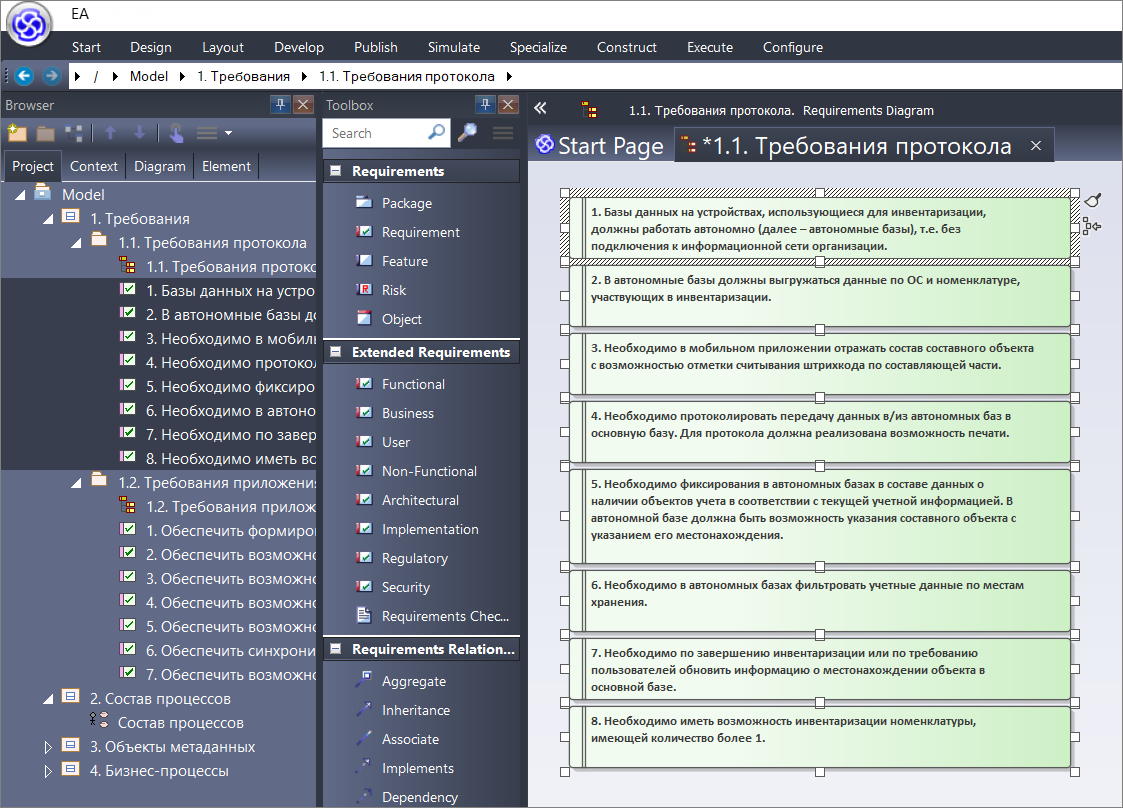 EA
Start Design Layout Develop Publish Simulate Specialize Construct Execute Configure
/ Model 1. Требования 1.1. Требования протокола
Browser
Project Context Diagram Element
Model
1. Требования
1.1. Требования протокола
1.1. Требования протокс
1. Базы данных на устро
2. В автономные базы дс
3. Необходимо в мобиль
4. Необходимо протокол
5. Необходимо фиксиро
6. Необходимо в автоно
7. Необходимо по завер
8. Необходимо иметь во
1.2. Требования приложения
1.2. Требования прилож
1. Обеспечить формиро
2. Обеспечить возможно
3. Обеспечить возможно
4. Обеспечить возможно
5. Обеспечить возможно
6. Обеспечить синхрони
7. Обеспечить возможно
2. Состав процессов
Состав процессов
3. Объекты метаданных
4. Бизнес-процессы
Toolbox
Search
Requirements
Package
Requirement
Feature
Risk
Object
Extended Requirements
Functional
Business
User
Non-Functional
Architectural
Implementation
Regulatory
Security
Requirements Chec...
Requirements Relation...
Aggregate
Inheritance
Associate
Implements
Dependency
1.1. Требования протокола. Requirements Diagram
Start Page *1.1. Требования протокола
1. Базы данных на устройствах, использующиеся для инвентаризации,
должны работать автономно (далее – автономные базы), т.е. без
подключения к информационной сети организации.
2. В автономные базы должны выгружаться данные по ОС и номенклатуре,
участвующих в инвентаризации.
3. Необходимо в мобильном приложении отражать состав составного объекта
с возможностью отметки считывания штрихкода по составляющей части.
4. Необходимо протоколировать передачу данных в/из автономных баз в
основную базу. Для протокола должна реализована возможность печати.
5. Необходимо фиксирования в автономных базах в составе данных о
наличии объектов учета в соответствии с текущей учетной информацией. В
автономной базе должна быть возможность указания составного объекта с
указанием его местонахождения.
6. Необходимо в автономных базах фильтровать учетные данные по местам
хранения.
7. Необходимо по завершению инвентаризации или по требованию
пользователей обновить информацию о местонахождении объекта в
основной базе.
8. Необходимо иметь возможность инвентаризации номенклатуры,
имеющей количество более 1.